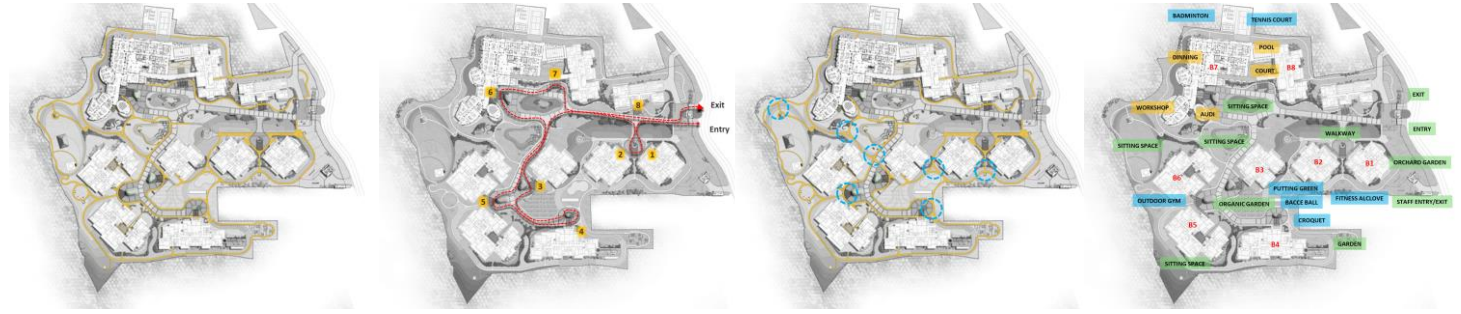 7
6
8
Exit
Entry
2
1
3
5
4
BADMINTON
TENNIS COURT
POOL
DINNING
B7
B8
COURT
EXIT
WORKSHOP
SITTING SPACE
AUDI
ENTRY
WALKWAY
SITTING SPACE
SITTING SPACE
B2
B1
ORCHARD GARDEN
B3
B6
PUTTING GREEN
FITNESS ALCLOVE
OUTDOOR GYM
ORGANIC GARDEN
BACCE BALL
STAFF ENTRY/EXIT
CROQUET
B5
B4
GARDEN
SITTING SPACE